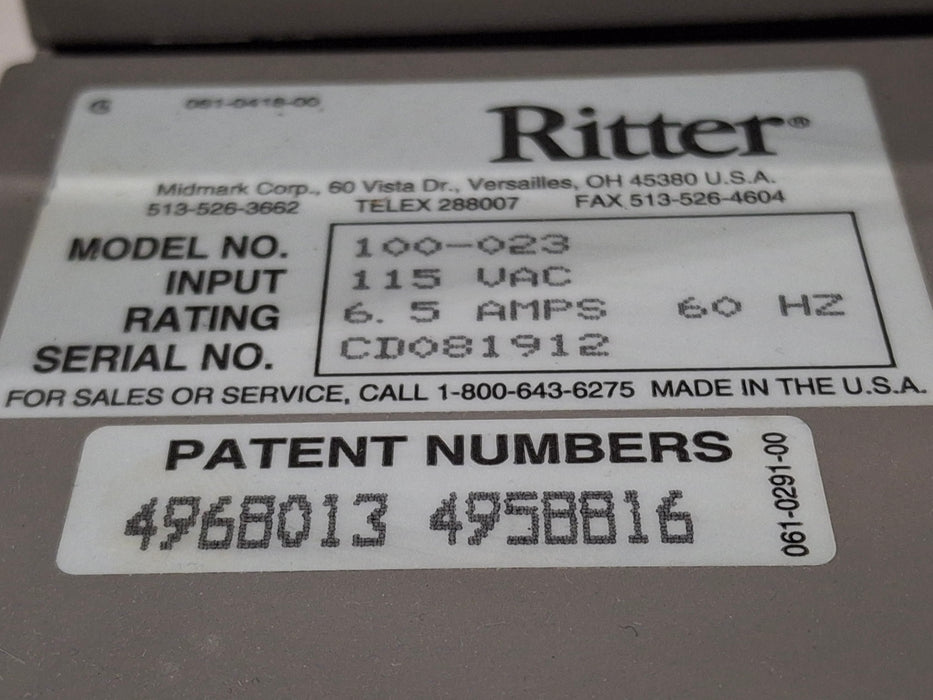 061-0418-00
Ritter®
Midmark Corp., 60 Vista Dr., Versailles, OH 45380 U.S.A.
513-526-3662 TELEX 288007 FAX 513-526-4604
MODEL NO. 100-023
INPUT 115 VAC
RATING 6.5 AMPS 60 HZ
SERIAL NO. CD081912
FOR SALES OR SERVICE, CALL 1-800-643-6275 MADE IN THE U.S.A.
PATENT NUMBERS
4968013 4958816
061-0291-00